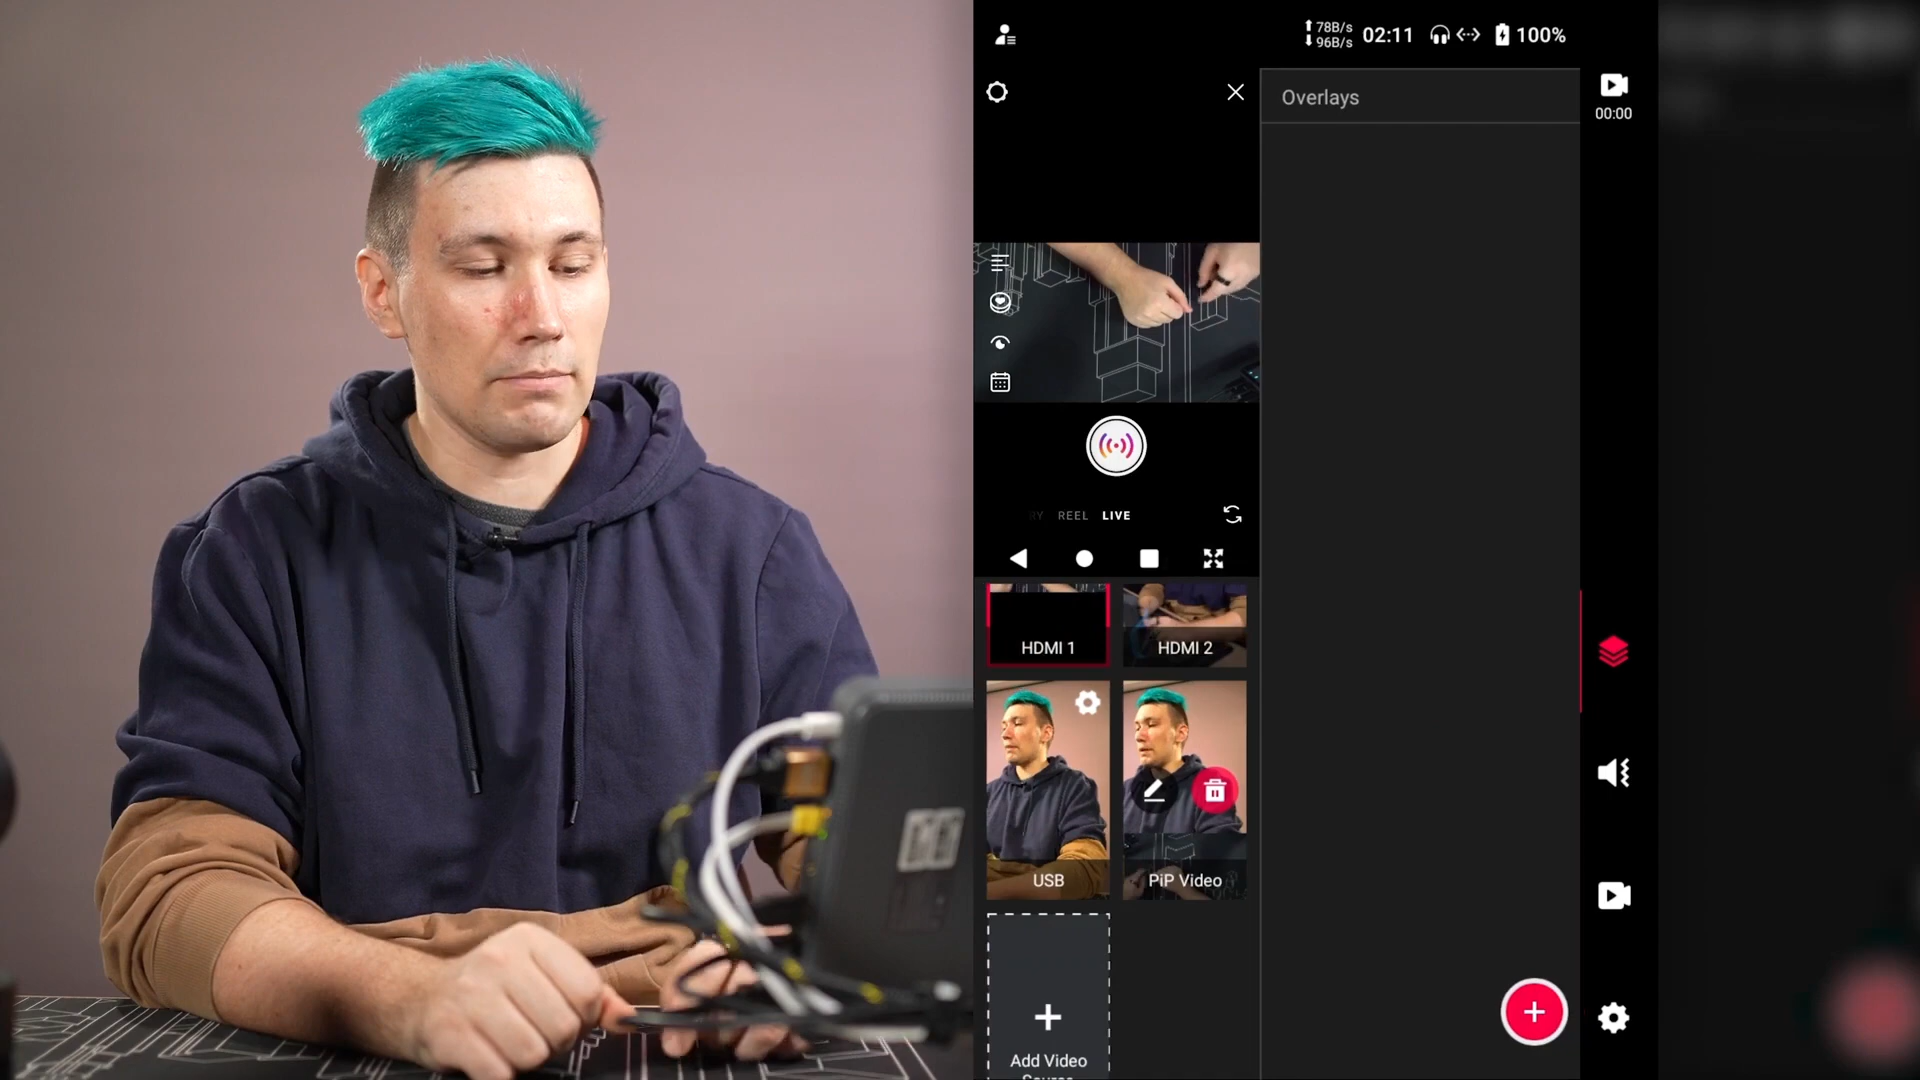 78B/s
96B/s
02:11
100%
00:00
Overlays
REEL
LIVE
HDMI 1
HDMI 2
USB
PiP Video
Add Video